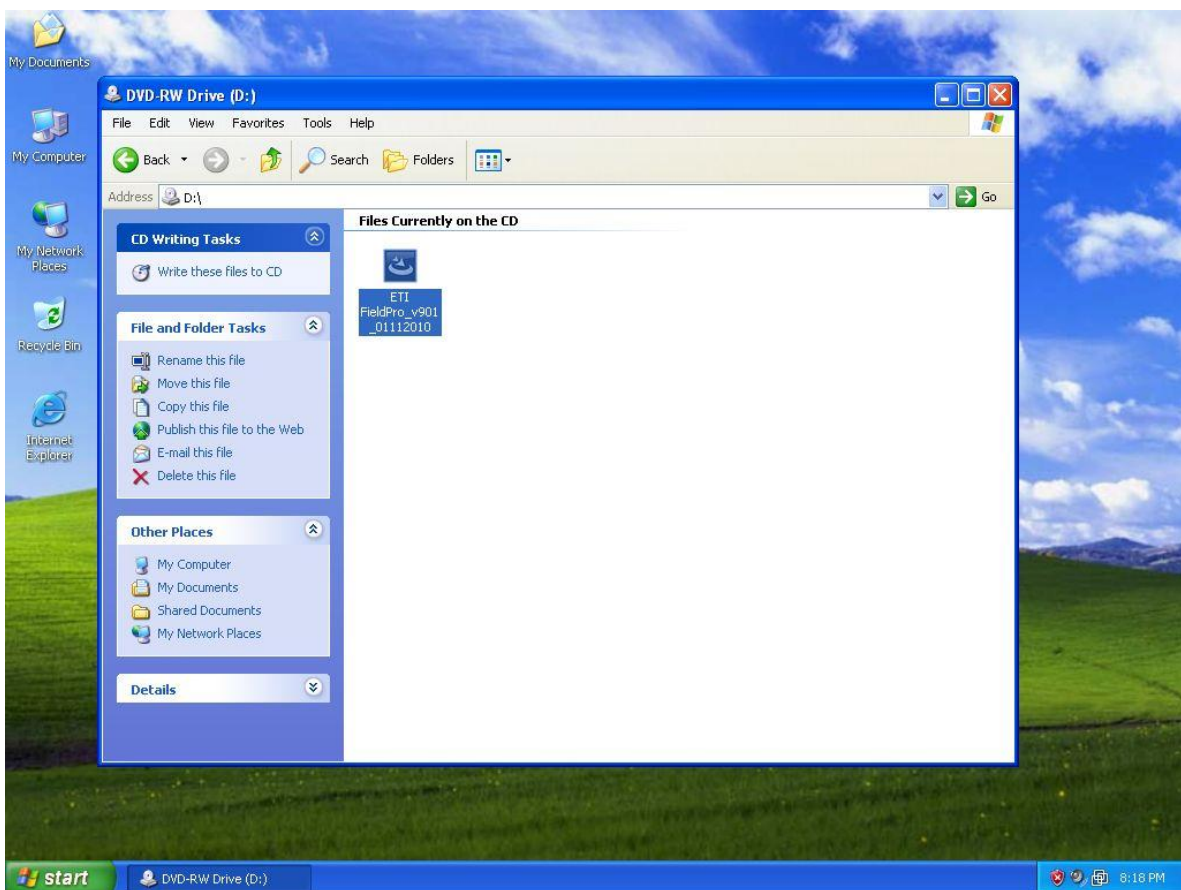 My Documents
My Computer
My Network
Places
Recycle Bin
Internet
Explorer
DVD-RW Drive (D:)
File Edit View Favorites Tools Help
Back Search Folders
Address D:\ Go
CD Writing Tasks
Write these files to CD
File and Folder Tasks
Rename this file
Move this file
Copy this file
Publish this file to the Web
E-mail this file
Delete this file
Other Places
My Computer
My Documents
Shared Documents
My Network Places
Details
Files Currently on the CD
ETI
FieldPro_v901
_01112010
start DVD-RW Drive (D:) 8:18 PM